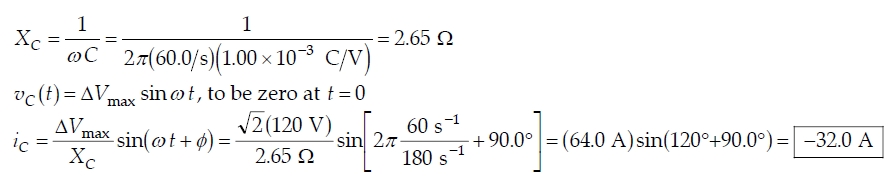 X_C = 1/(ωC) = 1/(2π(60.0/s)(1.00 × 10⁻³ C/V)) = 2.65 Ω
v_C(t) = ΔV_max sin ωt, to be zero at t = 0
i_C = (ΔV_max/X_C) sin(ωt + φ) = (√2(120 V)/2.65 Ω) sin[2π (60 s⁻¹/180 s⁻¹) + 90.0°] = (64.0 A)sin(120°+90.0°) = −32.0 A